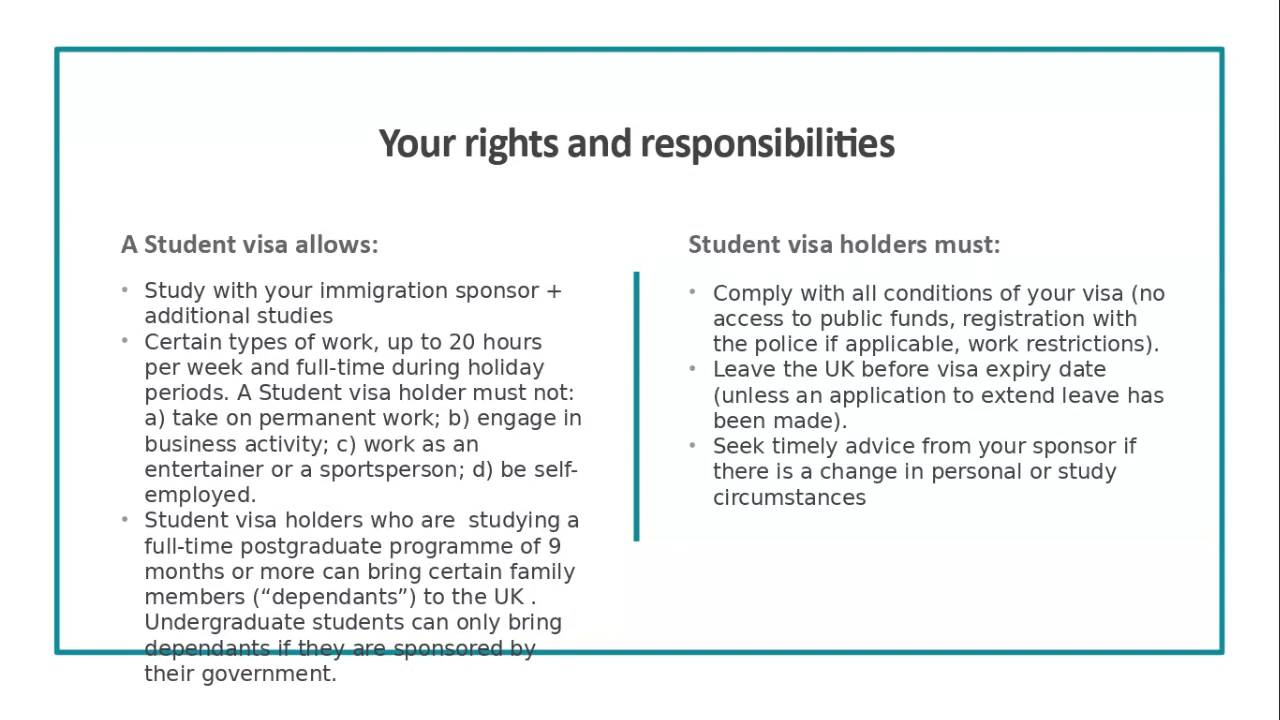 Your rights and responsibilities
A Student visa allows:
• Study with your immigration sponsor +
additional studies
• Certain types of work, up to 20 hours
per week and full-time during holiday
periods. A Student visa holder must not:
a) take on permanent work; b) engage in
business activity; c) work as an
entertainer or a sportsperson; d) be self-
employed.
• Student visa holders who are  studying a
full-time postgraduate programme of 9
months or more can bring certain family
members (“dependants”) to the UK .
Undergraduate students can only bring
dependants if they are sponsored by
their government.
Student visa holders must:
• Comply with all conditions of your visa (no
access to public funds, registration with
the police if applicable, work restrictions).
• Leave the UK before visa expiry date
(unless an application to extend leave has
been made).
• Seek timely advice from your sponsor if
there is a change in personal or study
circumstances